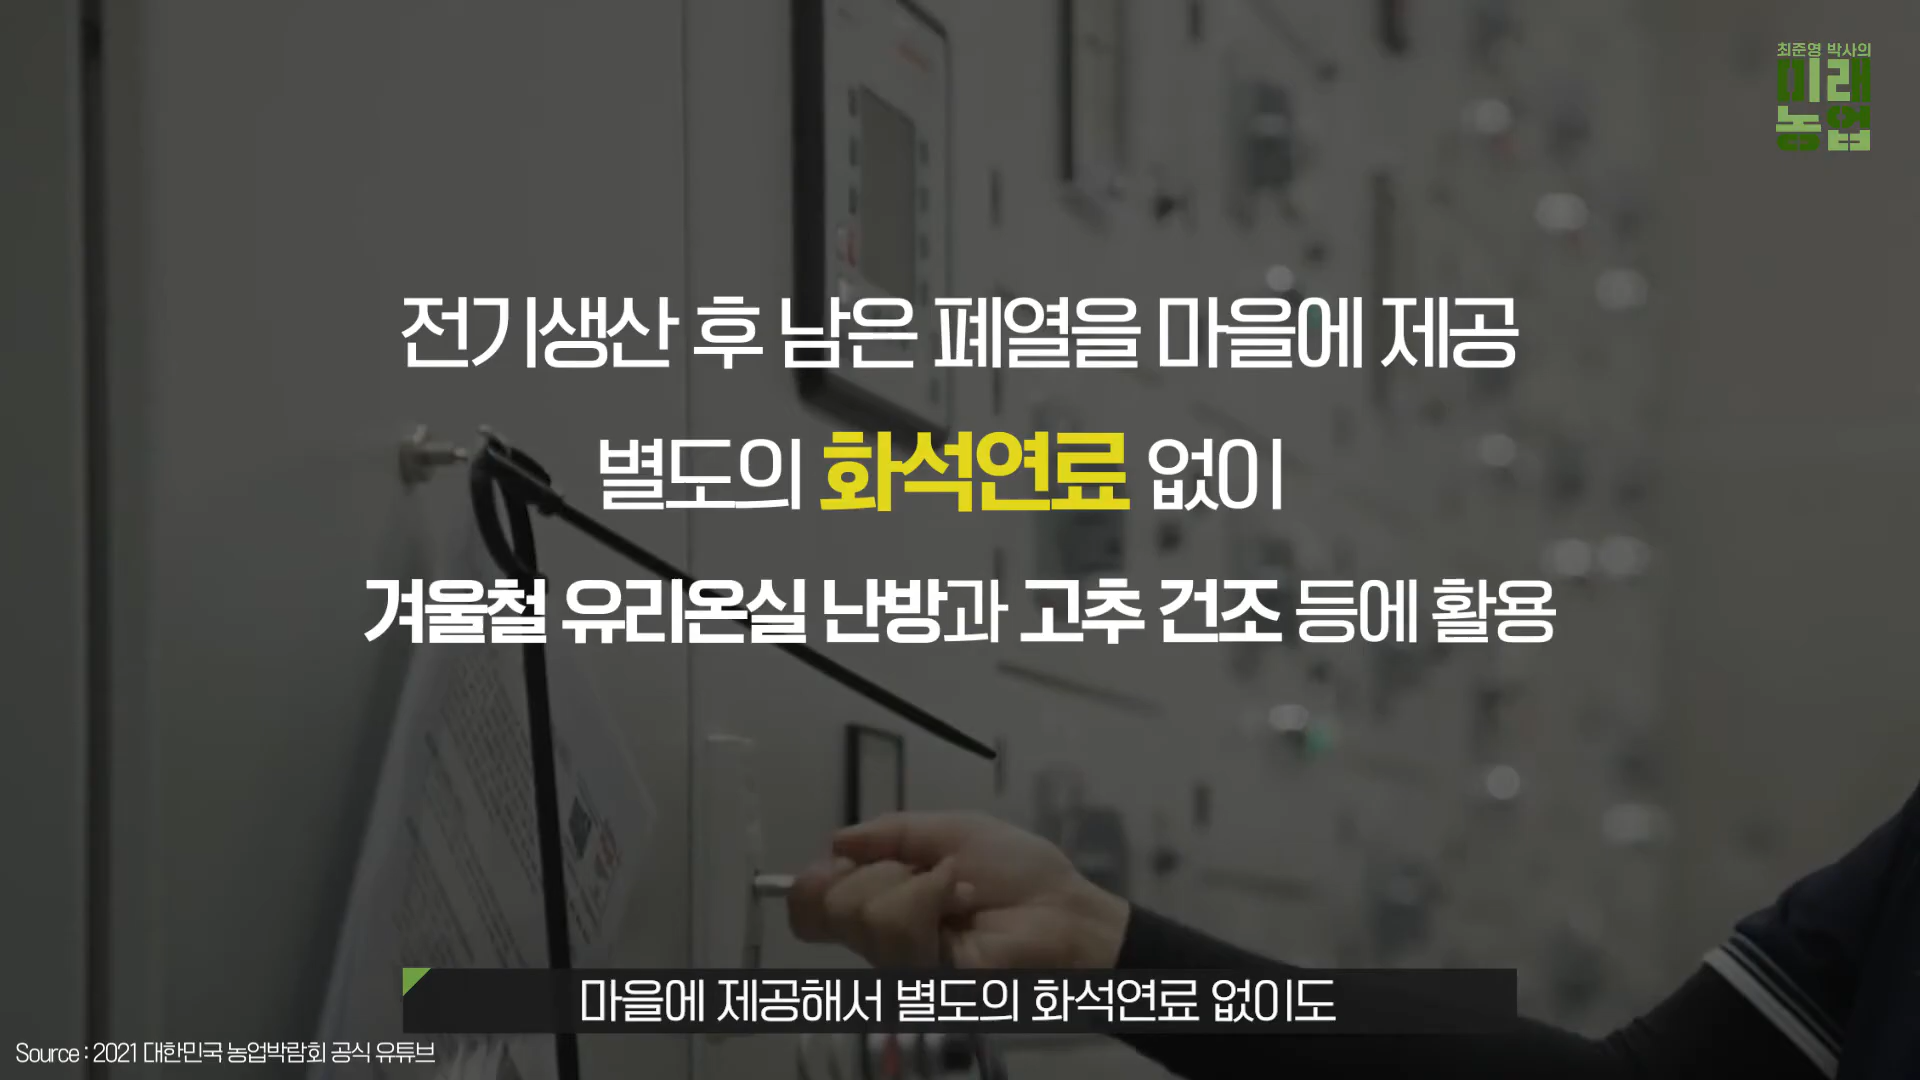 최준영 박사의
미래
농업
전기생산 후 남은 폐열을 마을에 제공
별도의 화석연료 없이
겨울철 유리온실 난방과 고추 건조 등에 활용
마을에 제공해서 별도의 화석연료 없이도
Source : 2021 대한민국 농업박람회 공식 유튜브